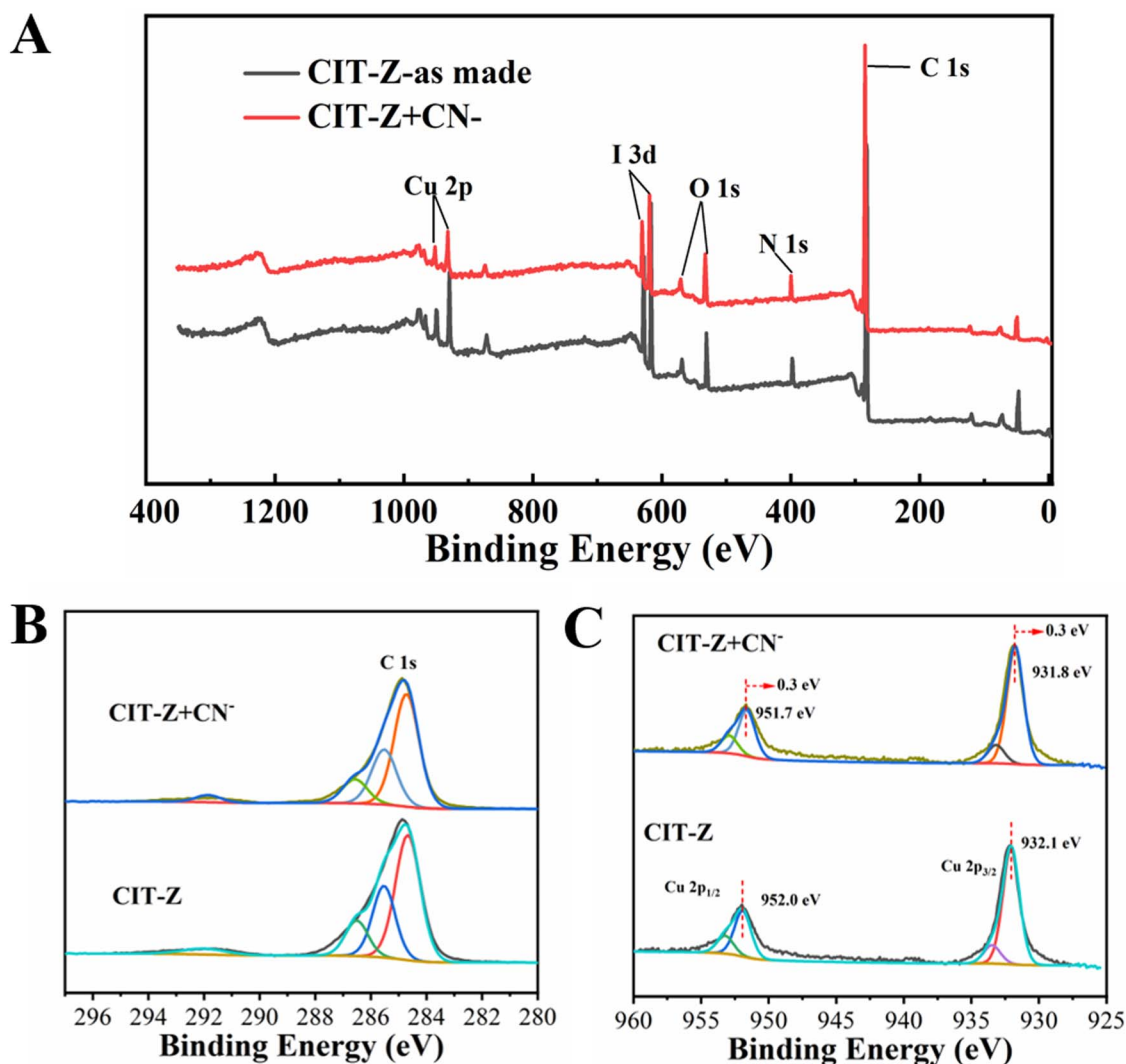 A
CIT-Z-as made
CIT-Z+CN-
C 1s
I 3d
Cu 2p
O 1s
N 1s
400 1200 1000 800 600 400 200 0
Binding Energy (eV)
B
C 1s
CIT-Z+CN⁻
CIT-Z
296 294 292 290 288 286 284 282 280
Binding Energy (eV)
C
CIT-Z+CN⁻
0.3 eV
0.3 eV
931.8 eV
951.7 eV
CIT-Z
932.1 eV
Cu 2p₃/₂
Cu 2p₁/₂
952.0 eV
960 955 950 945 940 935 930 925
Binding Energy (eV)